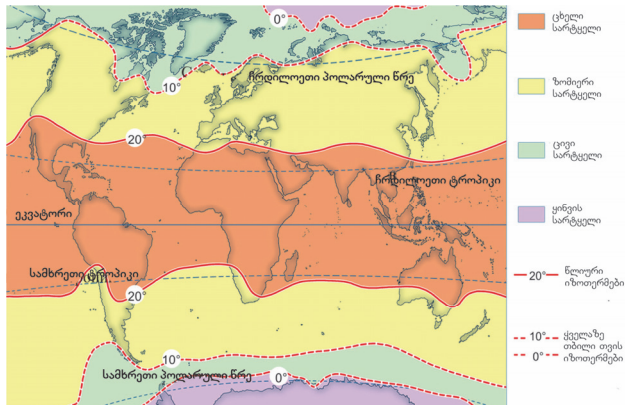 0°
10°
ჩრდილოეთი პოლარული წრე
20°
ჩრდილოეთი ტროპიკი
ეკვატორი
სამხრეთი ტროპიკი
20°
10°
სამხრეთი პოლარული წრე
0°
ცხელი
სარტყელი
ზომიერი
სარტყელი
ცივი
სარტყელი
ყინვის
სარტყელი
20°
წლიური
იზოთერმები
10°
0°
ყველაზე
თბილი თვის
იზოთერმები